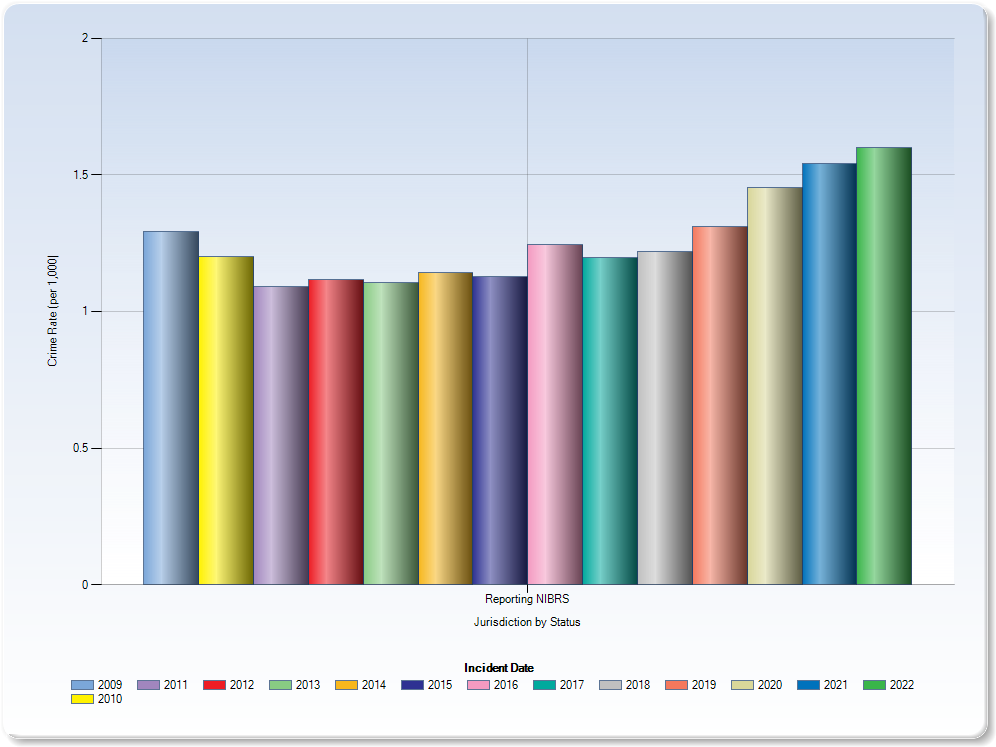 2
1.5
1
0.5
0
Crime Rate (per 1,000)
Reporting NIBRS
Jurisdiction by Status
Incident Date
2009 2011 2012 2013 2014 2015 2016 2017 2018 2019 2020 2021 2022
2010